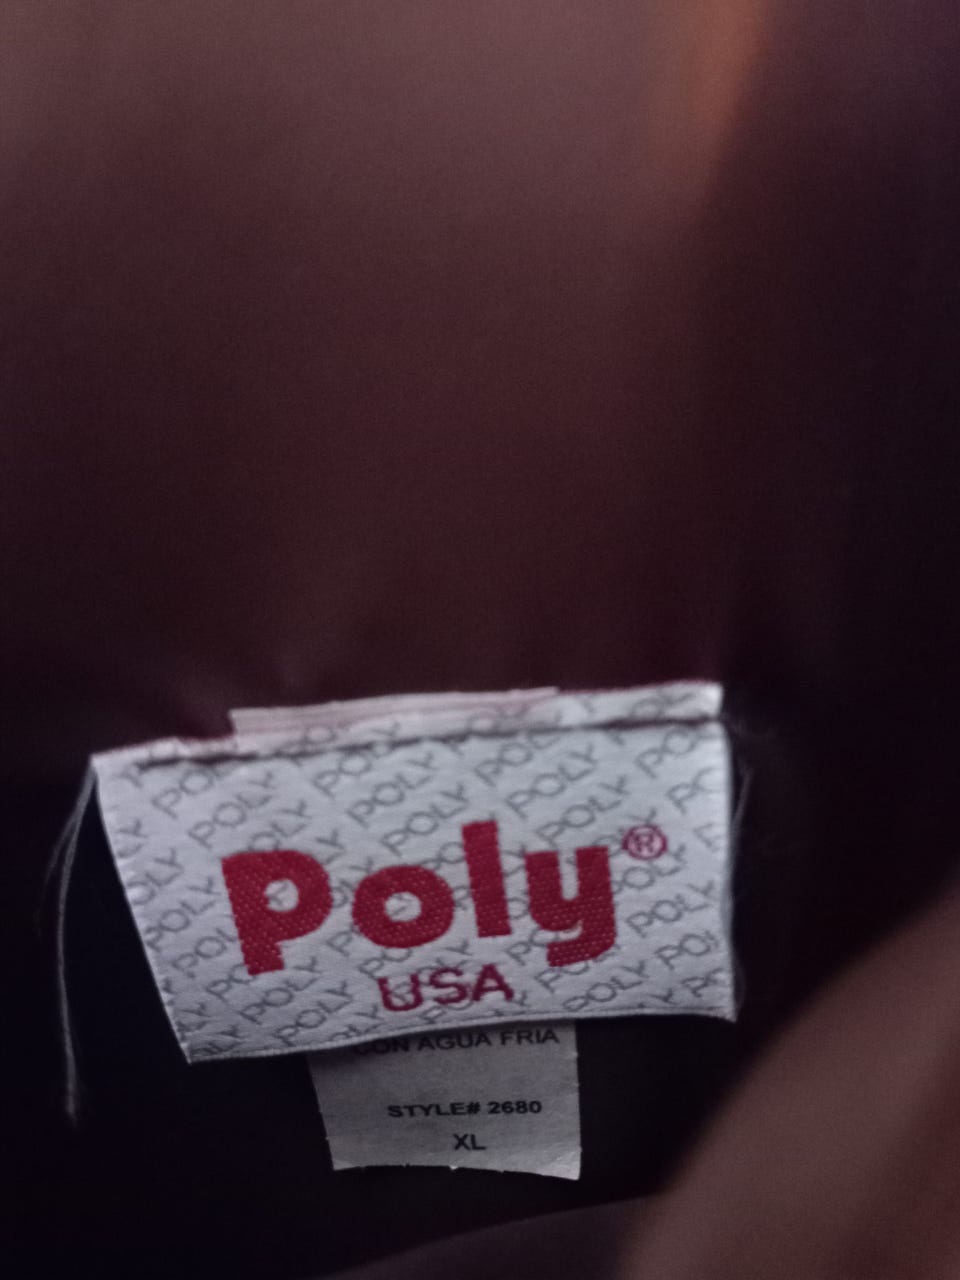 Poly®
USA
CON AGUA FRIA
STYLE# 2680
XL